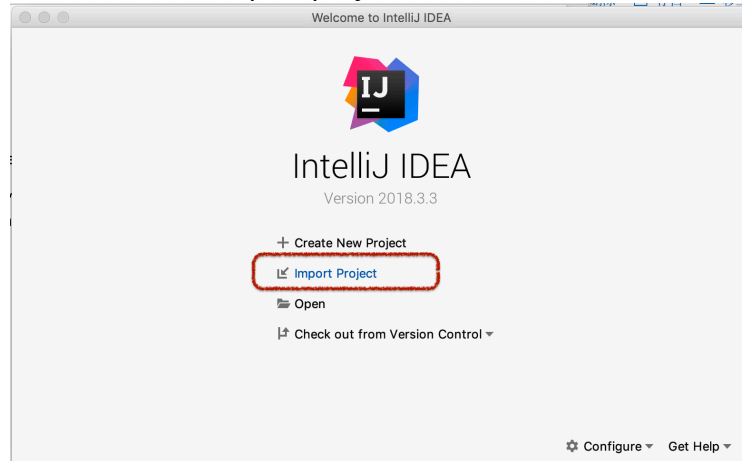 Welcome to IntelliJ IDEA
IJ
IntelliJ IDEA
Version 2018.3.3
Create New Project
Import Project
Open
Check out from Version Control
Configure Get Help